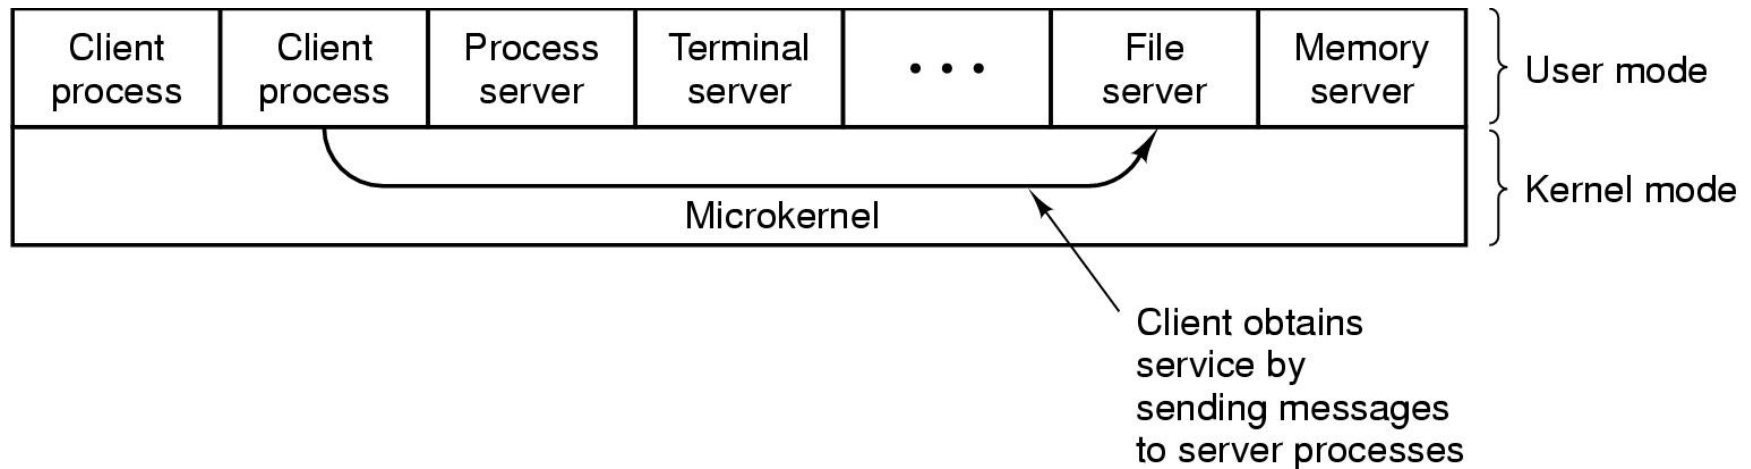 Client
process
Client
process
Process
server
Terminal
server
• • •
File
server
Memory
server
User mode
Microkernel
Kernel mode
Client obtains
service by
sending messages
to server processes